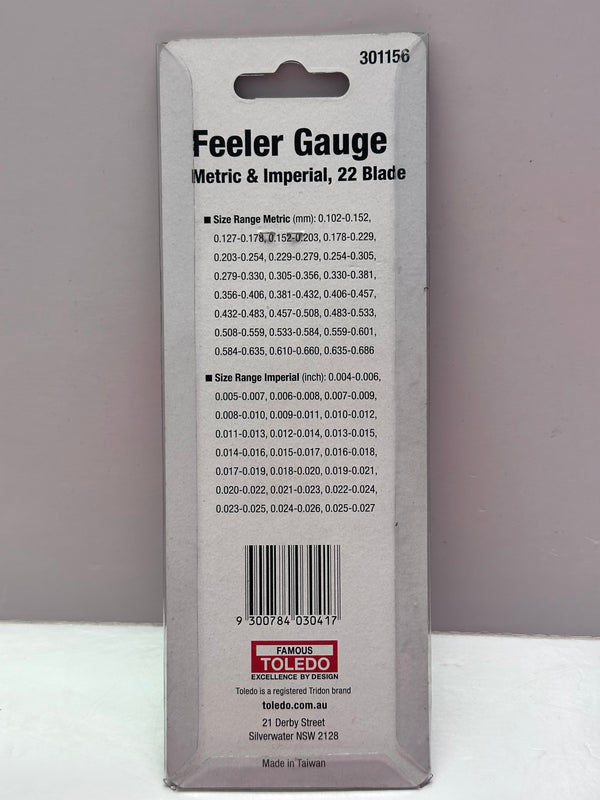 301156
Feeler Gauge
Metric & Imperial, 22 Blade
■ Size Range Metric (mm): 0.102-0.152,
0.127-0.178, 0.152-0.203, 0.178-0.229,
0.203-0.254, 0.229-0.279, 0.254-0.305,
0.279-0.330, 0.305-0.356, 0.330-0.381,
0.356-0.406, 0.381-0.432, 0.406-0.457,
0.432-0.483, 0.457-0.508, 0.483-0.533,
0.508-0.559, 0.533-0.584, 0.559-0.601,
0.584-0.635, 0.610-0.660, 0.635-0.686
■ Size Range Imperial (inch): 0.004-0.006,
0.005-0.007, 0.006-0.008, 0.007-0.009,
0.008-0.010, 0.009-0.011, 0.010-0.012,
0.011-0.013, 0.012-0.014, 0.013-0.015,
0.014-0.016, 0.015-0.017, 0.016-0.018,
0.017-0.019, 0.018-0.020, 0.019-0.021,
0.020-0.022, 0.021-0.023, 0.022-0.024,
0.023-0.025, 0.024-0.026, 0.025-0.027
9 300784 030417
FAMOUS
TOLEDO
EXCELLENCE BY DESIGN
Toledo is a registered Tridon brand
toledo.com.au
21 Derby Street
Silverwater NSW 2128
Made in Taiwan